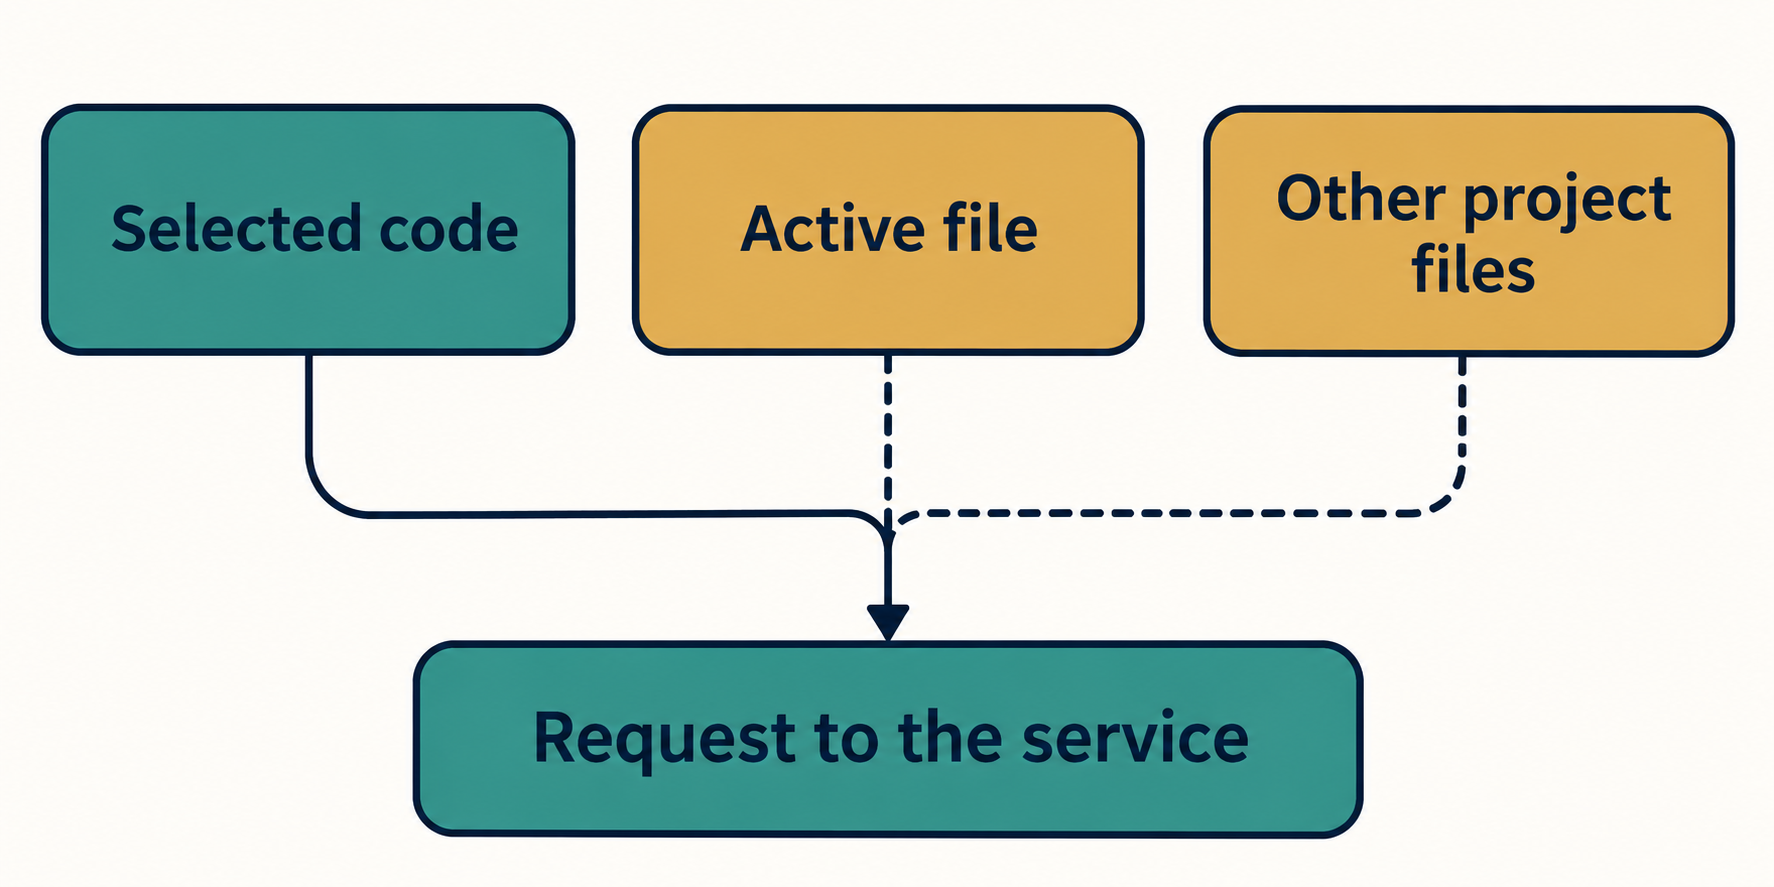 Selected code
Active file
Other project
files
Request to the service